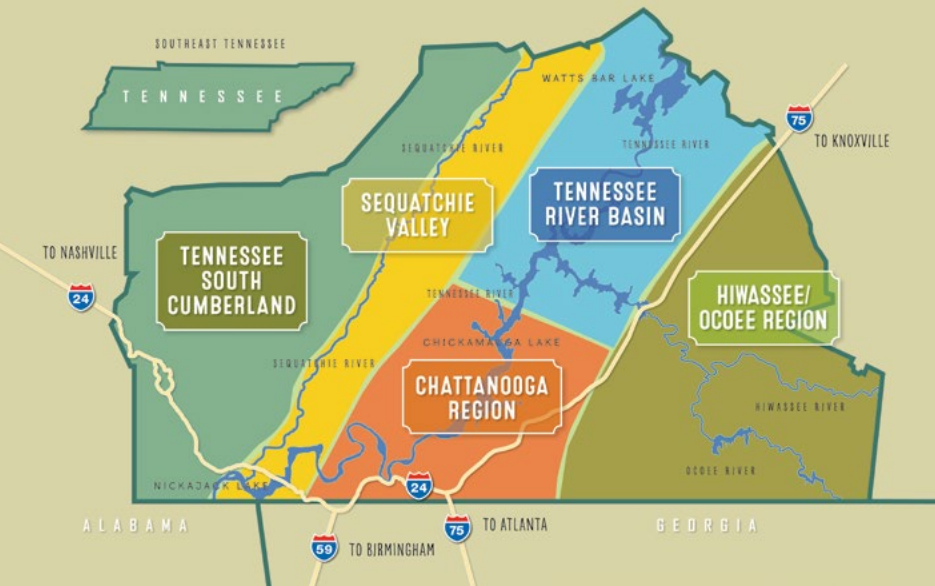 SOUTHEAST TENNESSEE
TENNESSEE
WATTS BAR LAKE
75
TO KNOXVILLE
SEQUATCHIE RIVER
TENNESSEE RIVER
SEQUATCHIE
VALLEY
TENNESSEE
RIVER BASIN
TO NASHVILLE
24
TENNESSEE
SOUTH
CUMBERLAND
HIWASSEE/
OCOEE REGION
TENNESSEE RIVER
CHICKAMAUGA LAKE
SEQUATCHIE RIVER
CHATTANOOGA
REGION
HIWASSEE RIVER
OCOEE RIVER
NICKAJACK LAKE
24
ALABAMA
75
TO ATLANTA
GEORGIA
59
TO BIRMINGHAM